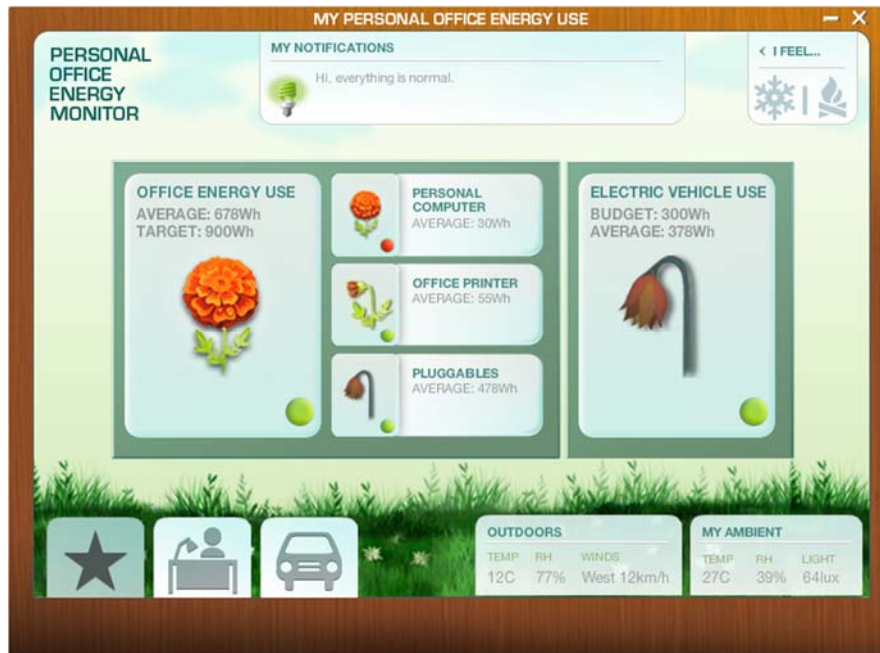 MY PERSONAL OFFICE ENERGY USE
PERSONAL
OFFICE
ENERGY
MONITOR
MY NOTIFICATIONS
Hi, everything is normal.
< I FEEL...
OFFICE ENERGY USE
AVERAGE: 678Wh
TARGET: 900Wh
PERSONAL
COMPUTER
AVERAGE: 30Wh
OFFICE PRINTER
AVERAGE: 55Wh
PLUGGABLES
AVERAGE: 478Wh
ELECTRIC VEHICLE USE
BUDGET: 300Wh
AVERAGE: 378Wh
OUTDOORS
TEMP RH WINDS
12C 77% West 12km/h
MY AMBIENT
TEMP RH LIGHT
27C 39% 64lux